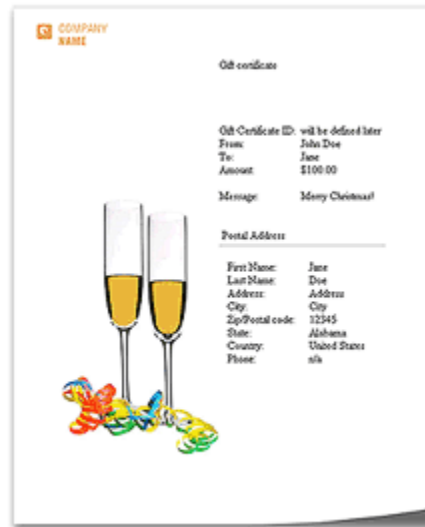 COMPANY
NAME
Gift certificate
Gift Certificate ID: will be defined later
From: John Doe
To: Jane
Amount: $100.00
Message: Merry Christmas!
Postal Address
First Name: Jane
Last Name: Doe
Address: Address
City: City
Zip/Postal code: 12345
State: Alabama
Country: United States
Phone: n/a